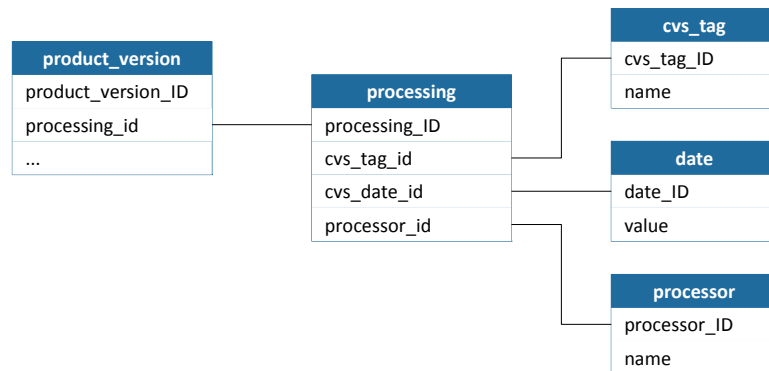 product_version
product_version_ID
processing_id
...
processing
processing_ID
cvs_tag_id
cvs_date_id
processor_id
cvs_tag
cvs_tag_ID
name
date
date_ID
value
processor
processor_ID
name